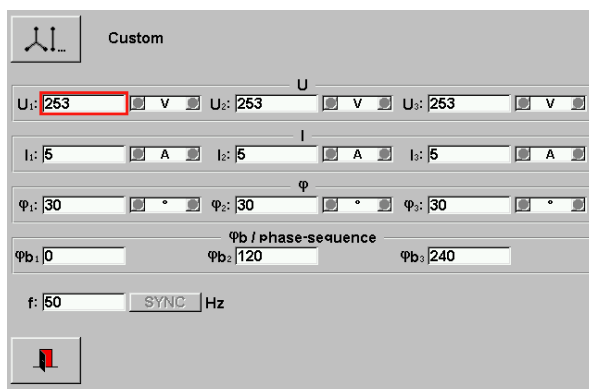 Custom
U
U₁: 253 V U₂: 253 V U₃: 253 V
I
I₁: 5 A I₂: 5 A I₃: 5 A
φ
φ₁: 30 ° φ₂: 30 ° φ₃: 30 °
φb / phase-sequence
φb₁ 0 φb₂ 120 φb₃ 240
f: 50 SYNC Hz